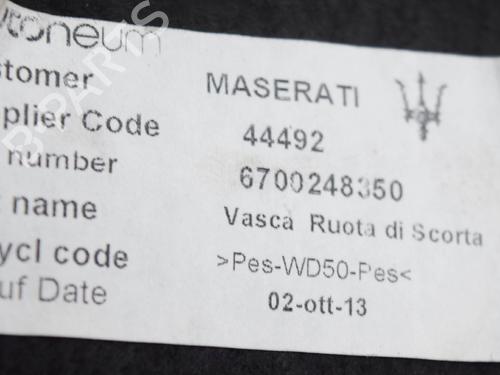 utoneum
stomer MASERATI
plier Code 44492
number 6700248350
name Vasca Ruota di Scorta
ycl code >Pes-WD50-Pes<
uf Date 02-ott-13